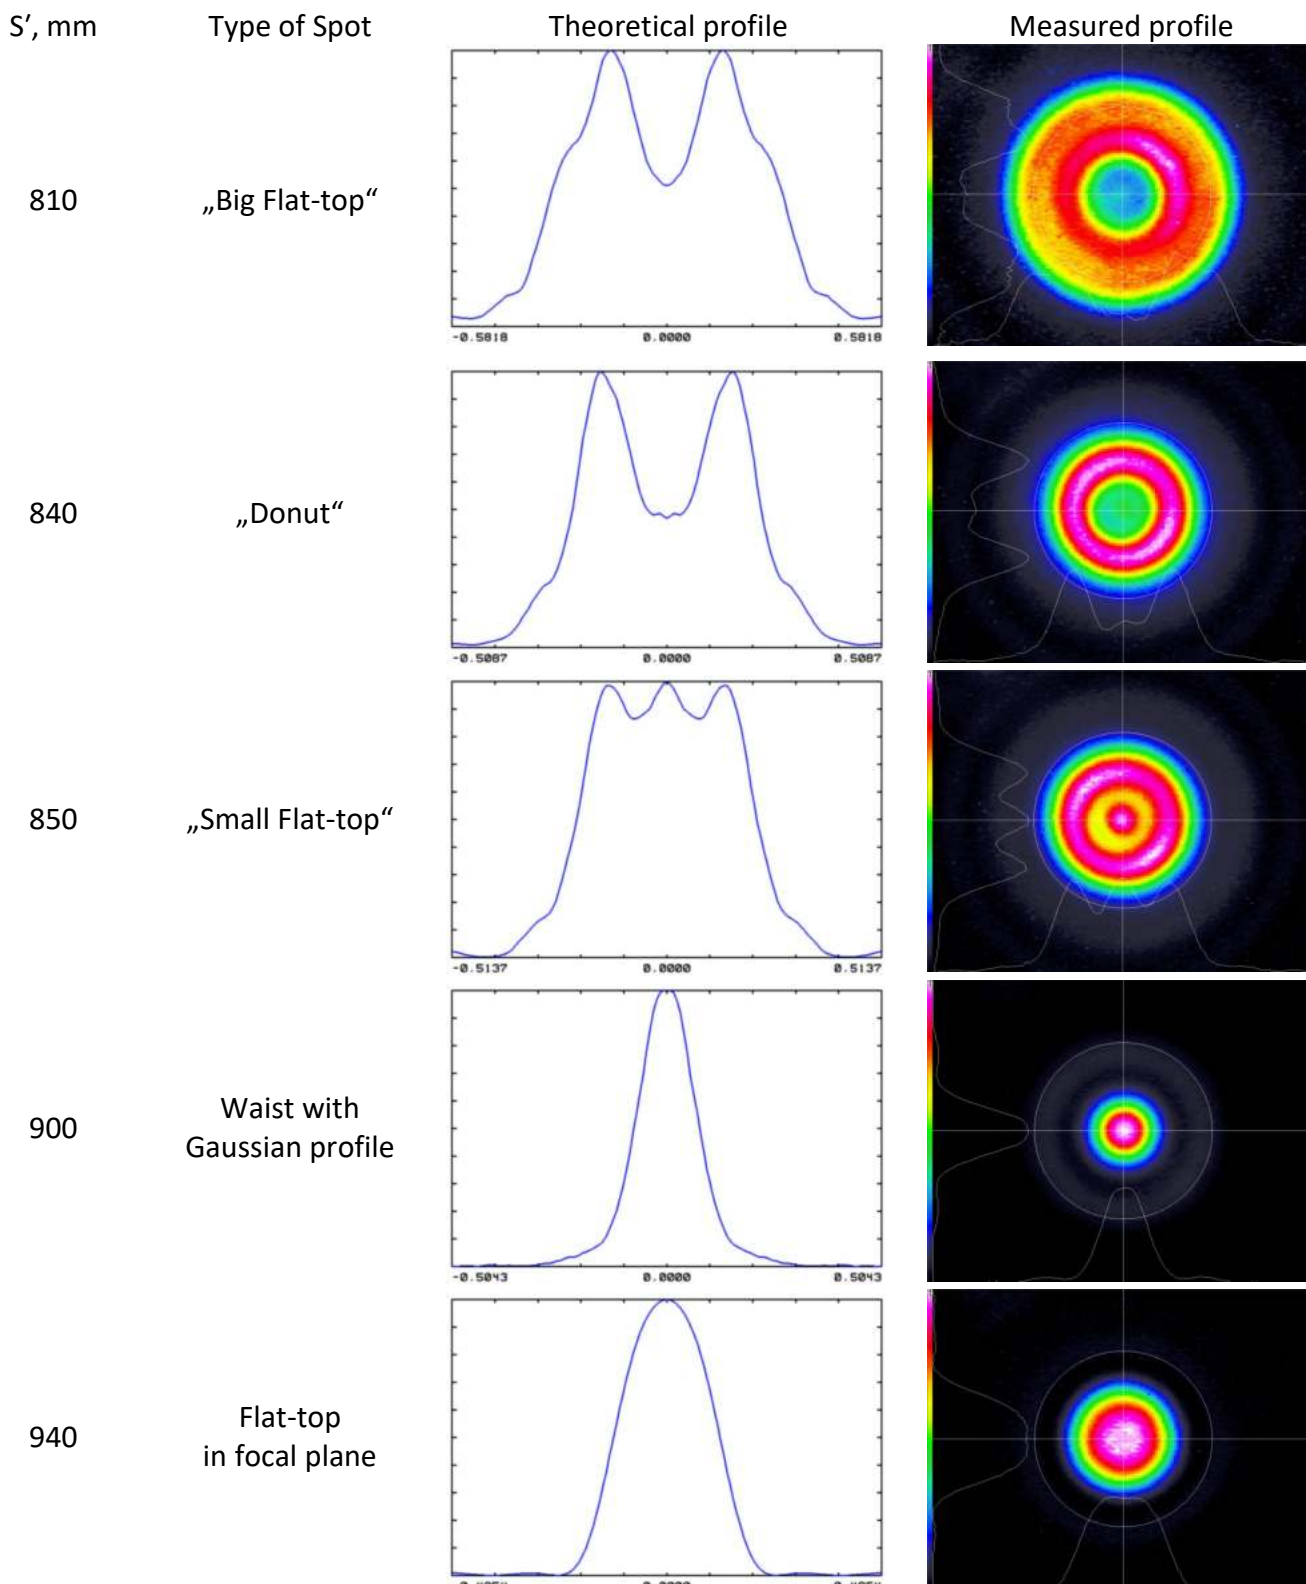 S′, mm Type of Spot Theoretical profile Measured profile
810 „Big Flat-top“
-0.5818 0.0000 0.5818
840 „Donut“
-0.5087 0.0000 0.5087
850 „Small Flat-top“
-0.5137 0.0000 0.5137
900 Waist with
Gaussian profile
-0.5043 0.0000 0.5043
940 Flat-top
in focal plane